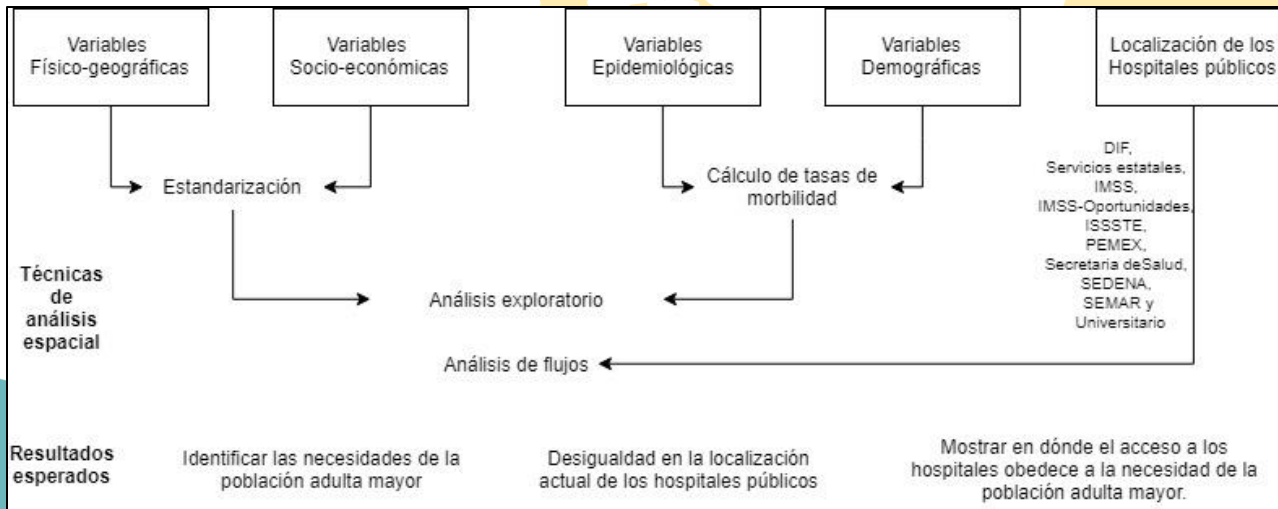 Variables
Físico-geográficas
Variables
Socio-económicas
Variables
Epidemiológicas
Variables
Demográficas
Localización de los
Hospitales públicos
Estandarización
Cálculo de tasas de
morbilidad
DIF,
Servicios estatales,
IMSS,
IMSS-Oportunidades,
ISSSTE,
PEMEX,
Secretaria deSalud,
SEDENA,
SEMAR y
Universitario
Técnicas
de
análisis
espacial
Análisis exploratorio
Análisis de flujos
Resultados
esperados
Identificar las necesidades de la
población adulta mayor
Desigualdad en la localización
actual de los hospitales públicos
Mostrar en dónde el acceso a los
hospitales obedece a la necesidad de la
población adulta mayor.